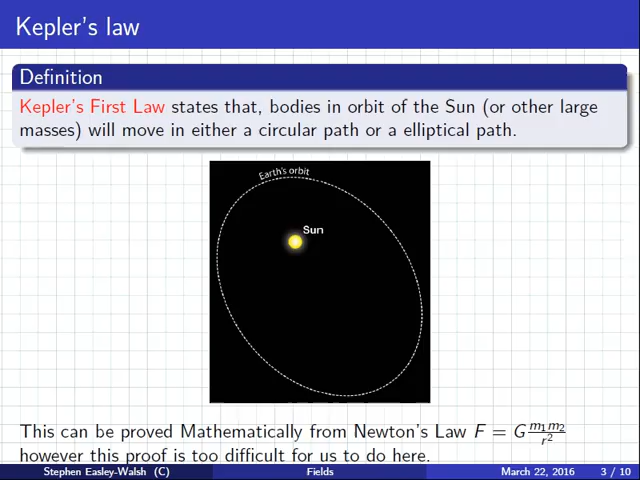 Kepler's law
Definition
Kepler's First Law states that, bodies in orbit of the Sun (or other large
masses) will move in either a circular path or a elliptical path.
Earth's orbit
Sun
This can be proved Mathematically from Newton's Law F = G m₁m₂/r²
however this proof is too difficult for us to do here.
Stephen Easley-Walsh (C) Fields March 22, 2016 3 / 10